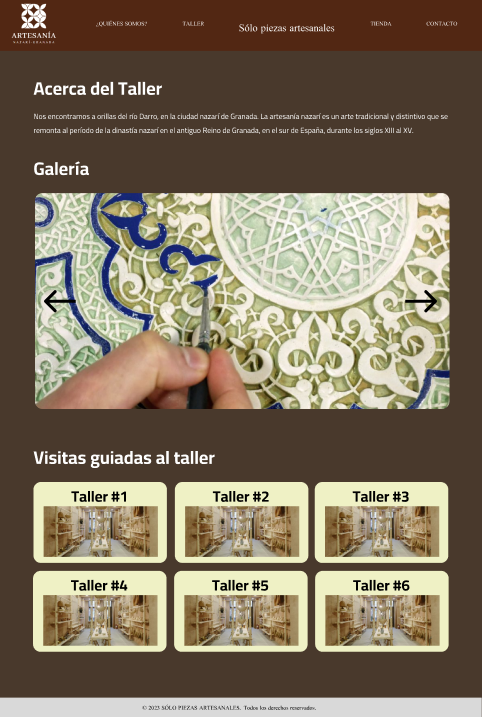 ARTESANÍA
NAZARÍ GRANADA
¿QUIÉNES SOMOS?
TALLER
Sólo piezas artesanales
TIENDA
CONTACTO
Acerca del Taller
Nos encontramos a orillas del río Darro, en la ciudad nazarí de Granada. La artesanía nazarí es un arte tradicional y distintivo que se
remonta al período de la dinastía nazarí en el antiguo Reino de Granada, en el sur de España, durante los siglos XIII al XV.
Galería
Visitas guiadas al taller
Taller #1
Taller #2
Taller #3
Taller #4
Taller #5
Taller #6
© 2023 SÓLO PIEZAS ARTESANALES. Todos los derechos reservados.